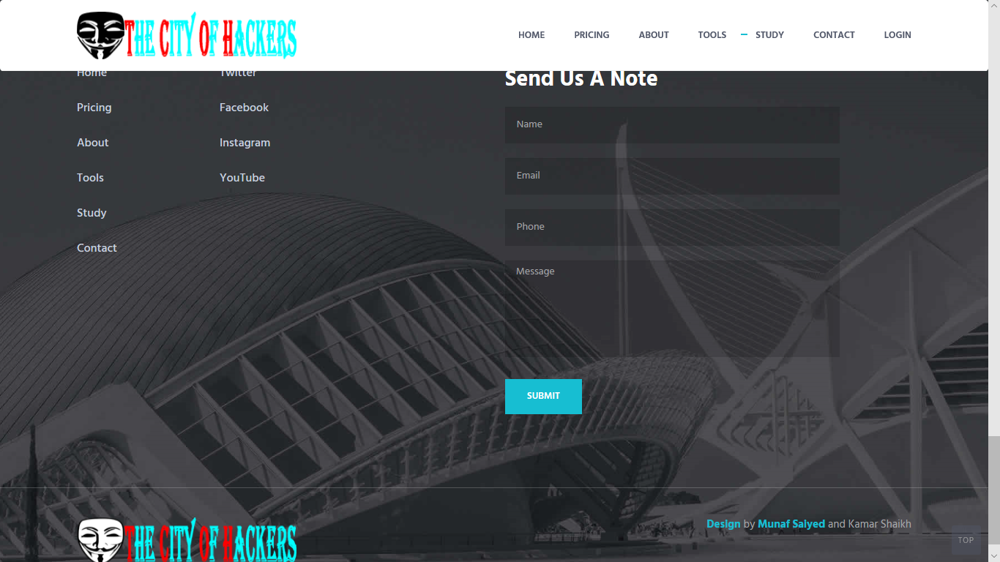 THE CITY OF HACKERS
HOME PRICING ABOUT TOOLS STUDY CONTACT LOGIN
Home
Pricing
About
Tools
Study
Contact
Twitter
Facebook
Instagram
YouTube
Send Us A Note
Name
Email
Phone
Message
SUBMIT
THE CITY OF HACKERS
Design by Munaf Saiyed and Kamar Shaikh
TOP